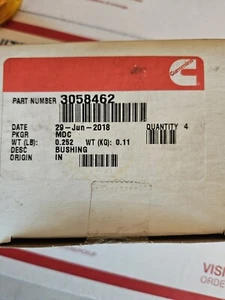 Cummins
PART NUMBER 3058462
DATE 29-Jun-2018 QUANTITY 4
PKGR MDC
WT (LB): 0.252 WT (KG): 0.11
DESC BUSHING
ORIGIN IN
VISI
ORDE